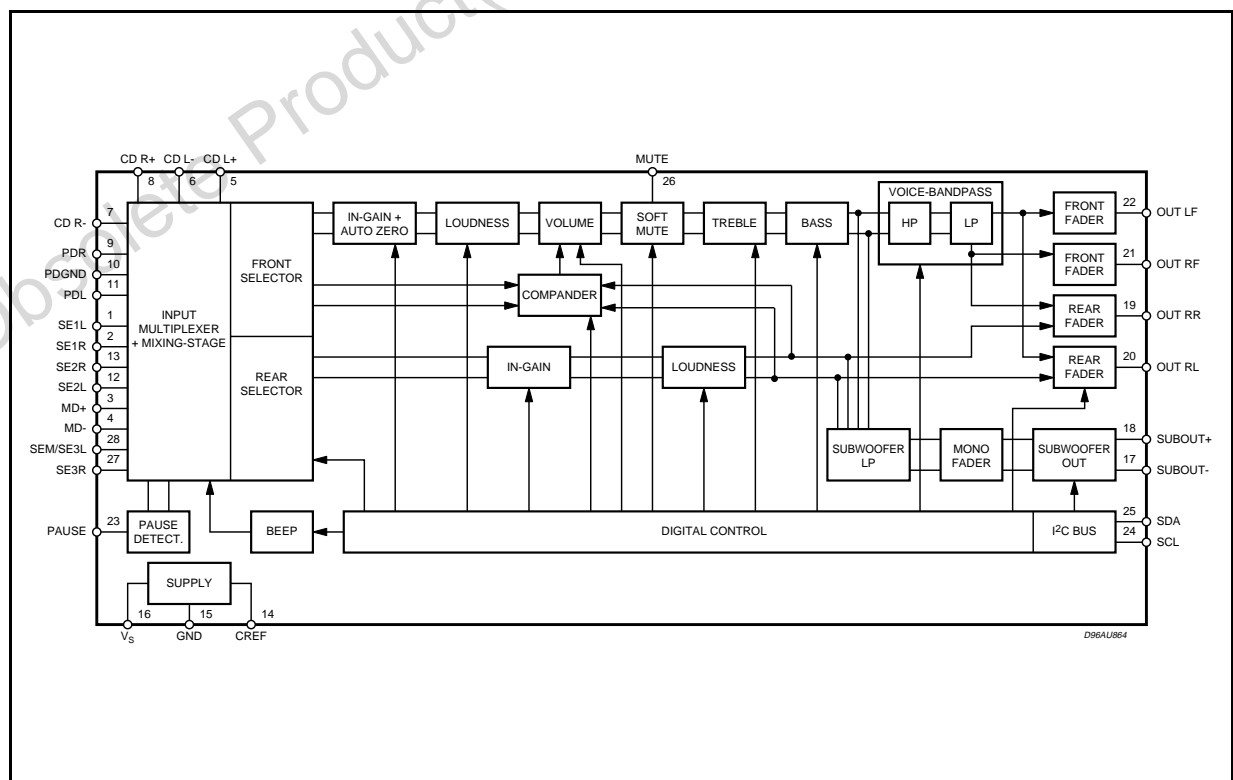 Obsolete Product(
CD R+ CD L- CD L+
8 6 5
MUTE
26
CD R- 7
PDR 9
PDGND 10
PDL 11
SE1L 1
SE1R 2
SE2R 13
SE2L 12
MD+ 3
MD- 4
SEM/SE3L 28
SE3R 27
PAUSE 23
INPUT
MULTIPLEXER
+ MIXING-STAGE
FRONT
SELECTOR
REAR
SELECTOR
IN-GAIN +
AUTO ZERO
LOUDNESS
VOLUME
SOFT
MUTE
TREBLE
BASS
VOICE-BANDPASS
HP
LP
FRONT
FADER
22 OUT LF
FRONT
FADER
21 OUT RF
REAR
FADER
19 OUT RR
REAR
FADER
20 OUT RL
COMPANDER
IN-GAIN
LOUDNESS
SUBWOOFER
LP
MONO
FADER
SUBWOOFER
OUT
18 SUBOUT+
17 SUBOUT-
PAUSE
DETECT.
BEEP
DIGITAL CONTROL
I2C BUS
25 SDA
24 SCL
SUPPLY
16 15 14
VS GND CREF
D96AU864